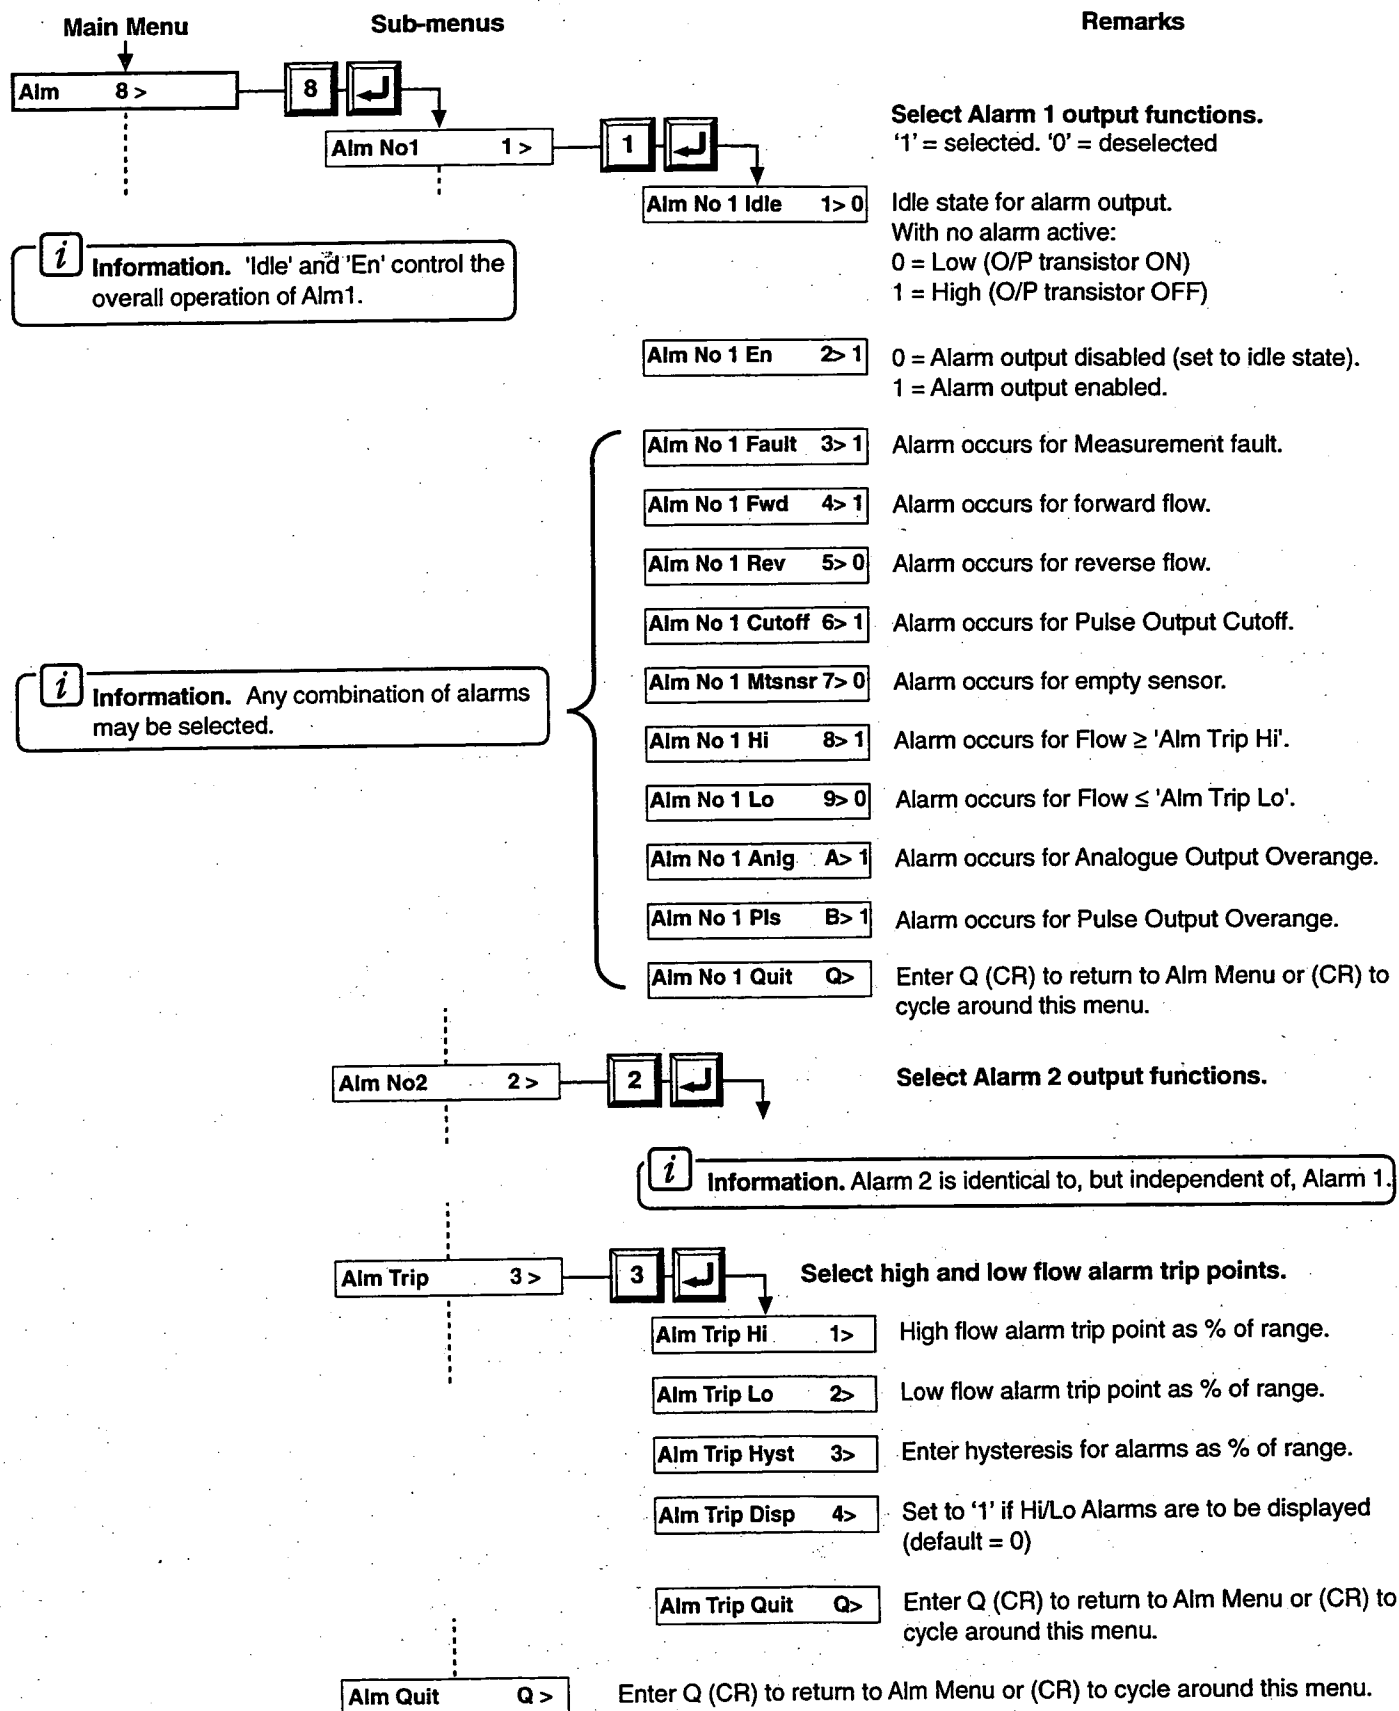 Main Menu
Sub-menus
Remarks
Alm 8 >
8
Alm No1 1 >
1
Select Alarm 1 output functions.
‘1’ = selected. ‘0’ = deselected
Alm No 1 Idle 1> 0
Idle state for alarm output.
With no alarm active:
0 = Low (O/P transistor ON)
1 = High (O/P transistor OFF)
i
Information. 'Idle' and 'En' control the
overall operation of Alm1.
Alm No 1 En 2> 1
0 = Alarm output disabled (set to idle state).
1 = Alarm output enabled.
Alm No 1 Fault 3> 1
Alarm occurs for Measurement fault.
Alm No 1 Fwd 4> 1
Alarm occurs for forward flow.
Alm No 1 Rev 5> 0
Alarm occurs for reverse flow.
Alm No 1 Cutoff 6> 1
Alarm occurs for Pulse Output Cutoff.
i
Information. Any combination of alarms
may be selected.
Alm No 1 Mtsnsr 7> 0
Alarm occurs for empty sensor.
Alm No 1 Hi 8> 1
Alarm occurs for Flow ≥ 'Alm Trip Hi'.
Alm No 1 Lo 9> 0
Alarm occurs for Flow ≤ 'Alm Trip Lo'.
Alm No 1 Anlg A> 1
Alarm occurs for Analogue Output Overange.
Alm No 1 Pls B> 1
Alarm occurs for Pulse Output Overange.
Alm No 1 Quit Q>
Enter Q (CR) to return to Alm Menu or (CR) to
cycle around this menu.
Alm No2 2 >
2
Select Alarm 2 output functions.
i
Information. Alarm 2 is identical to, but independent of, Alarm 1.
Alm Trip 3 >
3
Select high and low flow alarm trip points.
Alm Trip Hi 1>
High flow alarm trip point as % of range.
Alm Trip Lo 2>
Low flow alarm trip point as % of range.
Alm Trip Hyst 3>
Enter hysteresis for alarms as % of range.
Alm Trip Disp 4>
Set to ‘1’ if Hi/Lo Alarms are to be displayed
(default = 0)
Alm Trip Quit Q>
Enter Q (CR) to return to Alm Menu or (CR) to
cycle around this menu.
Alm Quit Q >
Enter Q (CR) to return to Alm Menu or (CR) to cycle around this menu.